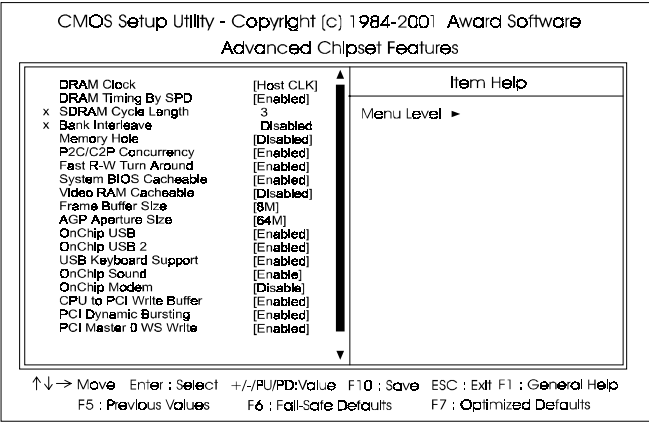 CMOS Setup Utility - Copyright (c) 1984-2001 Award Software
Advanced Chipset Features
DRAM Clock [Host CLK]
DRAM Timing By SPD [Enabled]
x SDRAM Cycle Length 3
x Bank Interleave Disabled
Memory Hole [Disabled]
P2C/C2P Concurrency [Enabled]
Fast R-W Turn Around [Enabled]
System BIOS Cacheable [Enabled]
Video RAM Cacheable [Disabled]
Frame Buffer Size [8M]
AGP Aperture Size [64M]
OnChip USB [Enabled]
OnChip USB 2 [Enabled]
USB Keyboard Support [Enabled]
OnChip Sound [Enable]
OnChip Modem [Disable]
CPU to PCI Write Buffer [Enabled]
PCI Dynamic Bursting [Enabled]
PCI Master 0 WS Write [Enabled]
Item Help
Menu Level ►
↑↓→ Move Enter : Select +/-/PU/PD:Value F10 : Save ESC : Exit F1 : General Help
F5 : Previous Values F6 : Fail-Safe Defaults F7 : Optimized Defaults